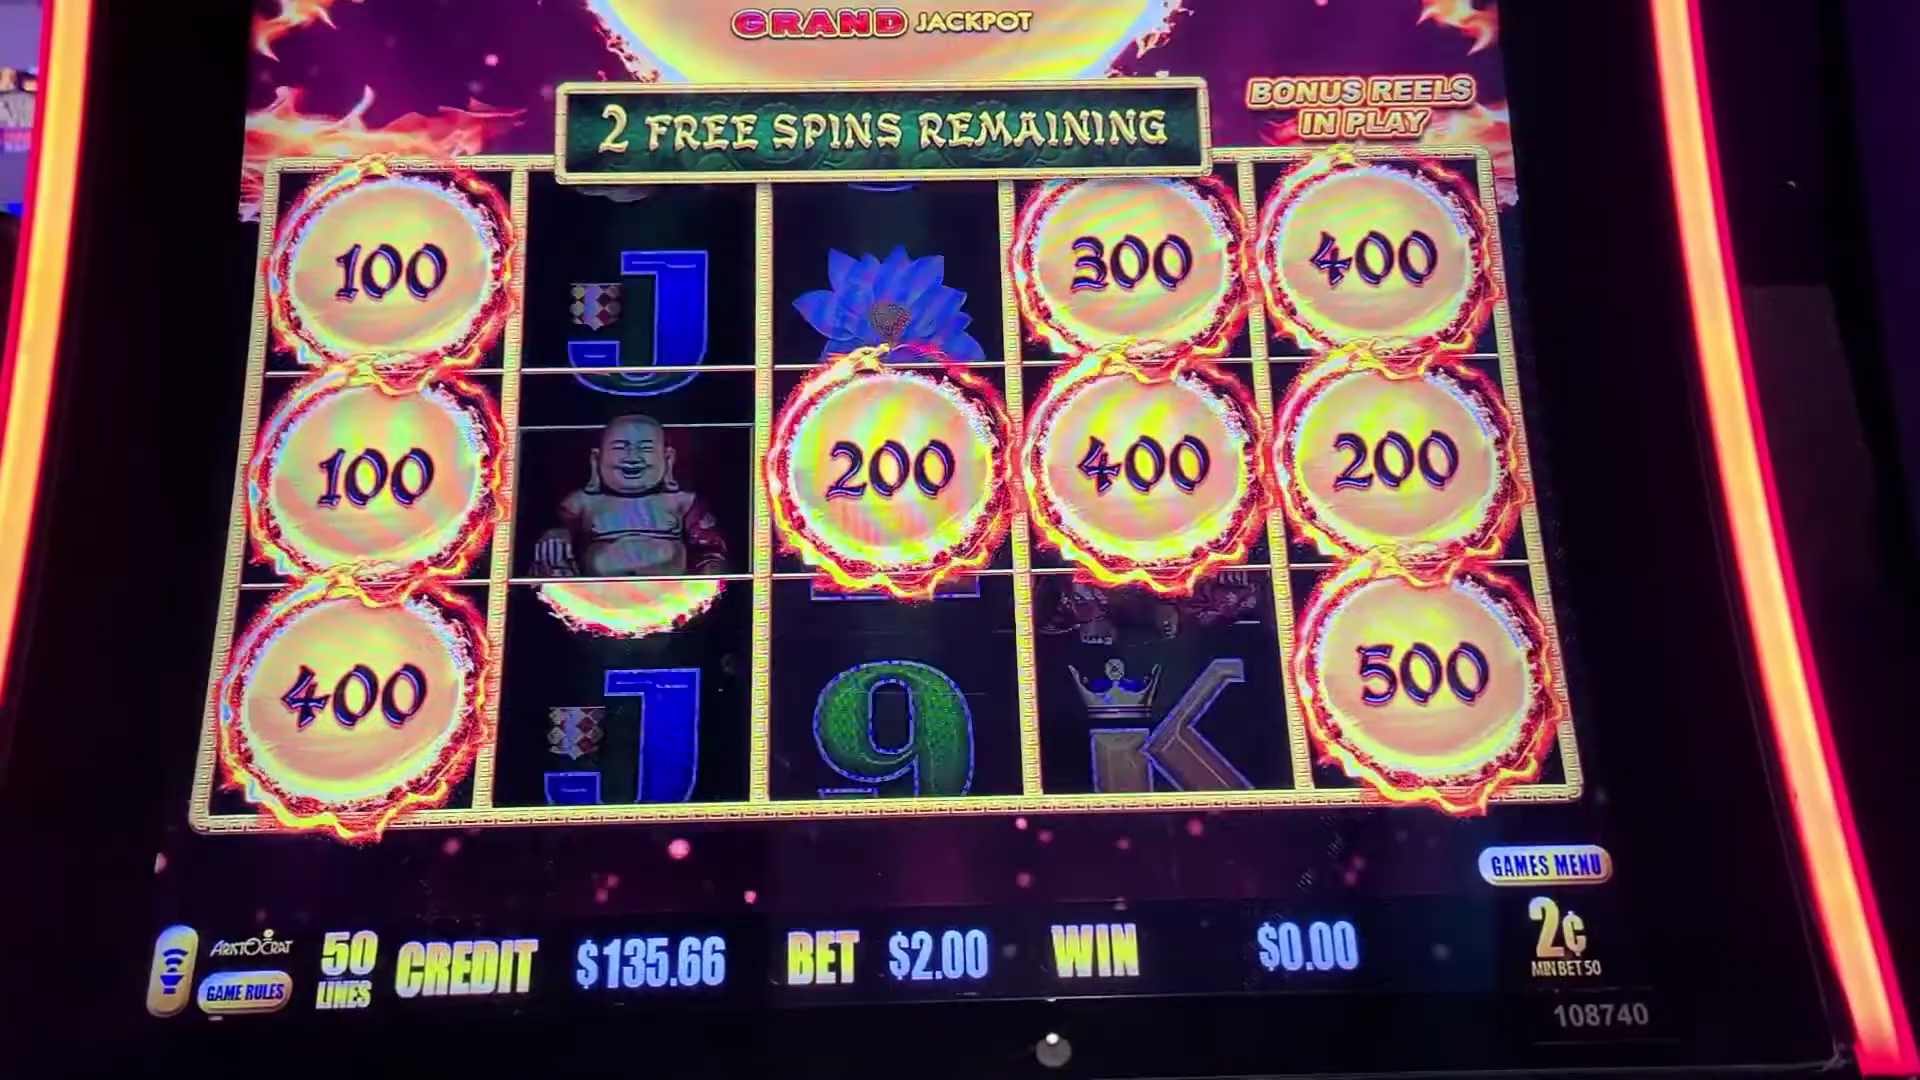 GRAND JACKPOT
2 FREE SPINS REMAINING
BONUS REELS
IN PLAY
100
J
300
400
100
200
400
200
400
J
9
K
500
GAMES MENU
ARISTOCRAT
GAME RULES
50
LINES
CREDIT $135.66
BET $2.00
WIN $0.00
2¢
MIN BET 50
108740